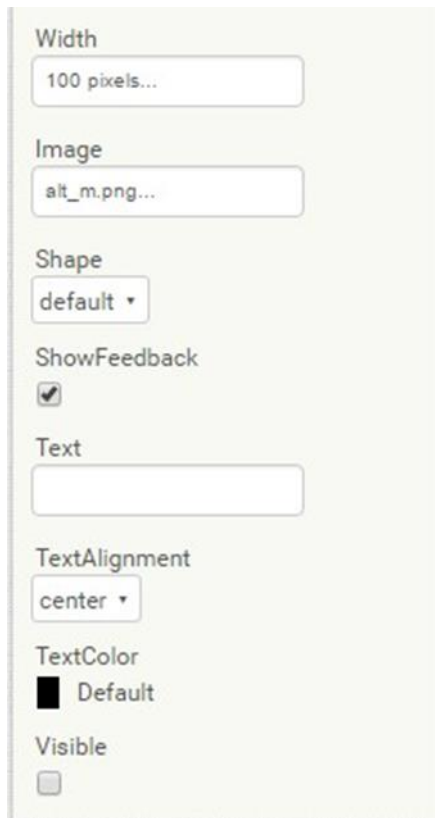 Width
100 pixels...
Image
alt_m.png...
Shape
default
ShowFeedback
Text
TextAlignment
center
TextColor
Default
Visible